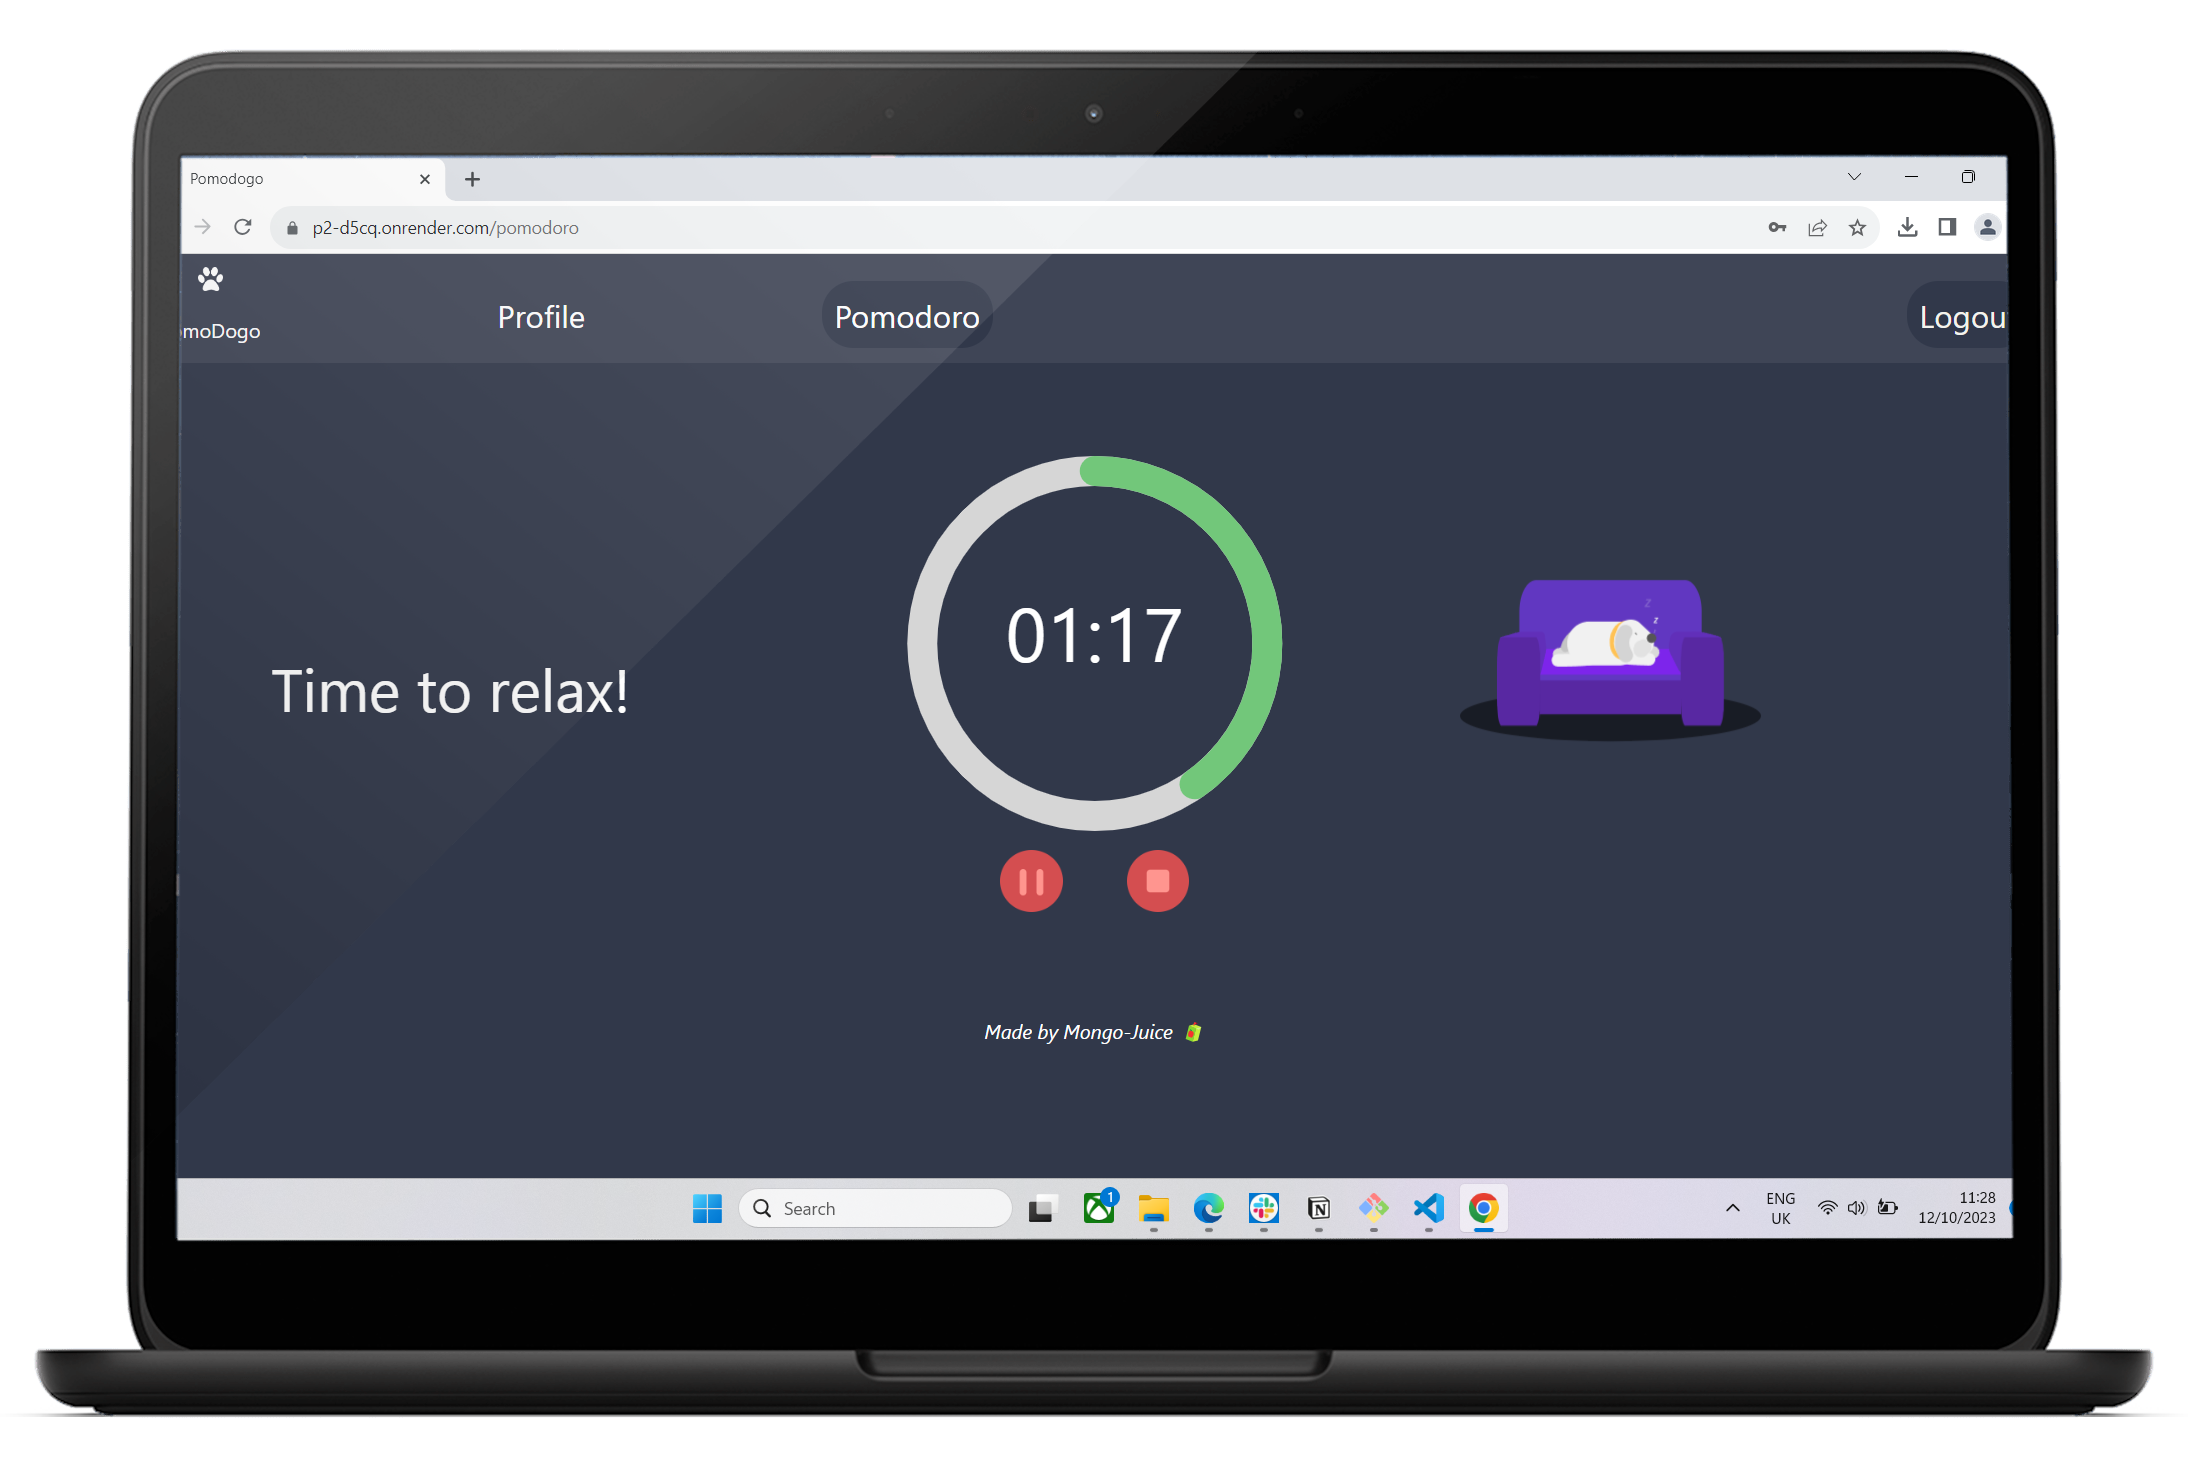 Pomodogo
p2-d5cq.onrender.com/pomodoro
moDogo
Profile
Pomodoro
Logou
01:17
Time to relax!
z
z
Made by Mongo-Juice
Search
1
N
ENG
UK
11:28
12/10/2023